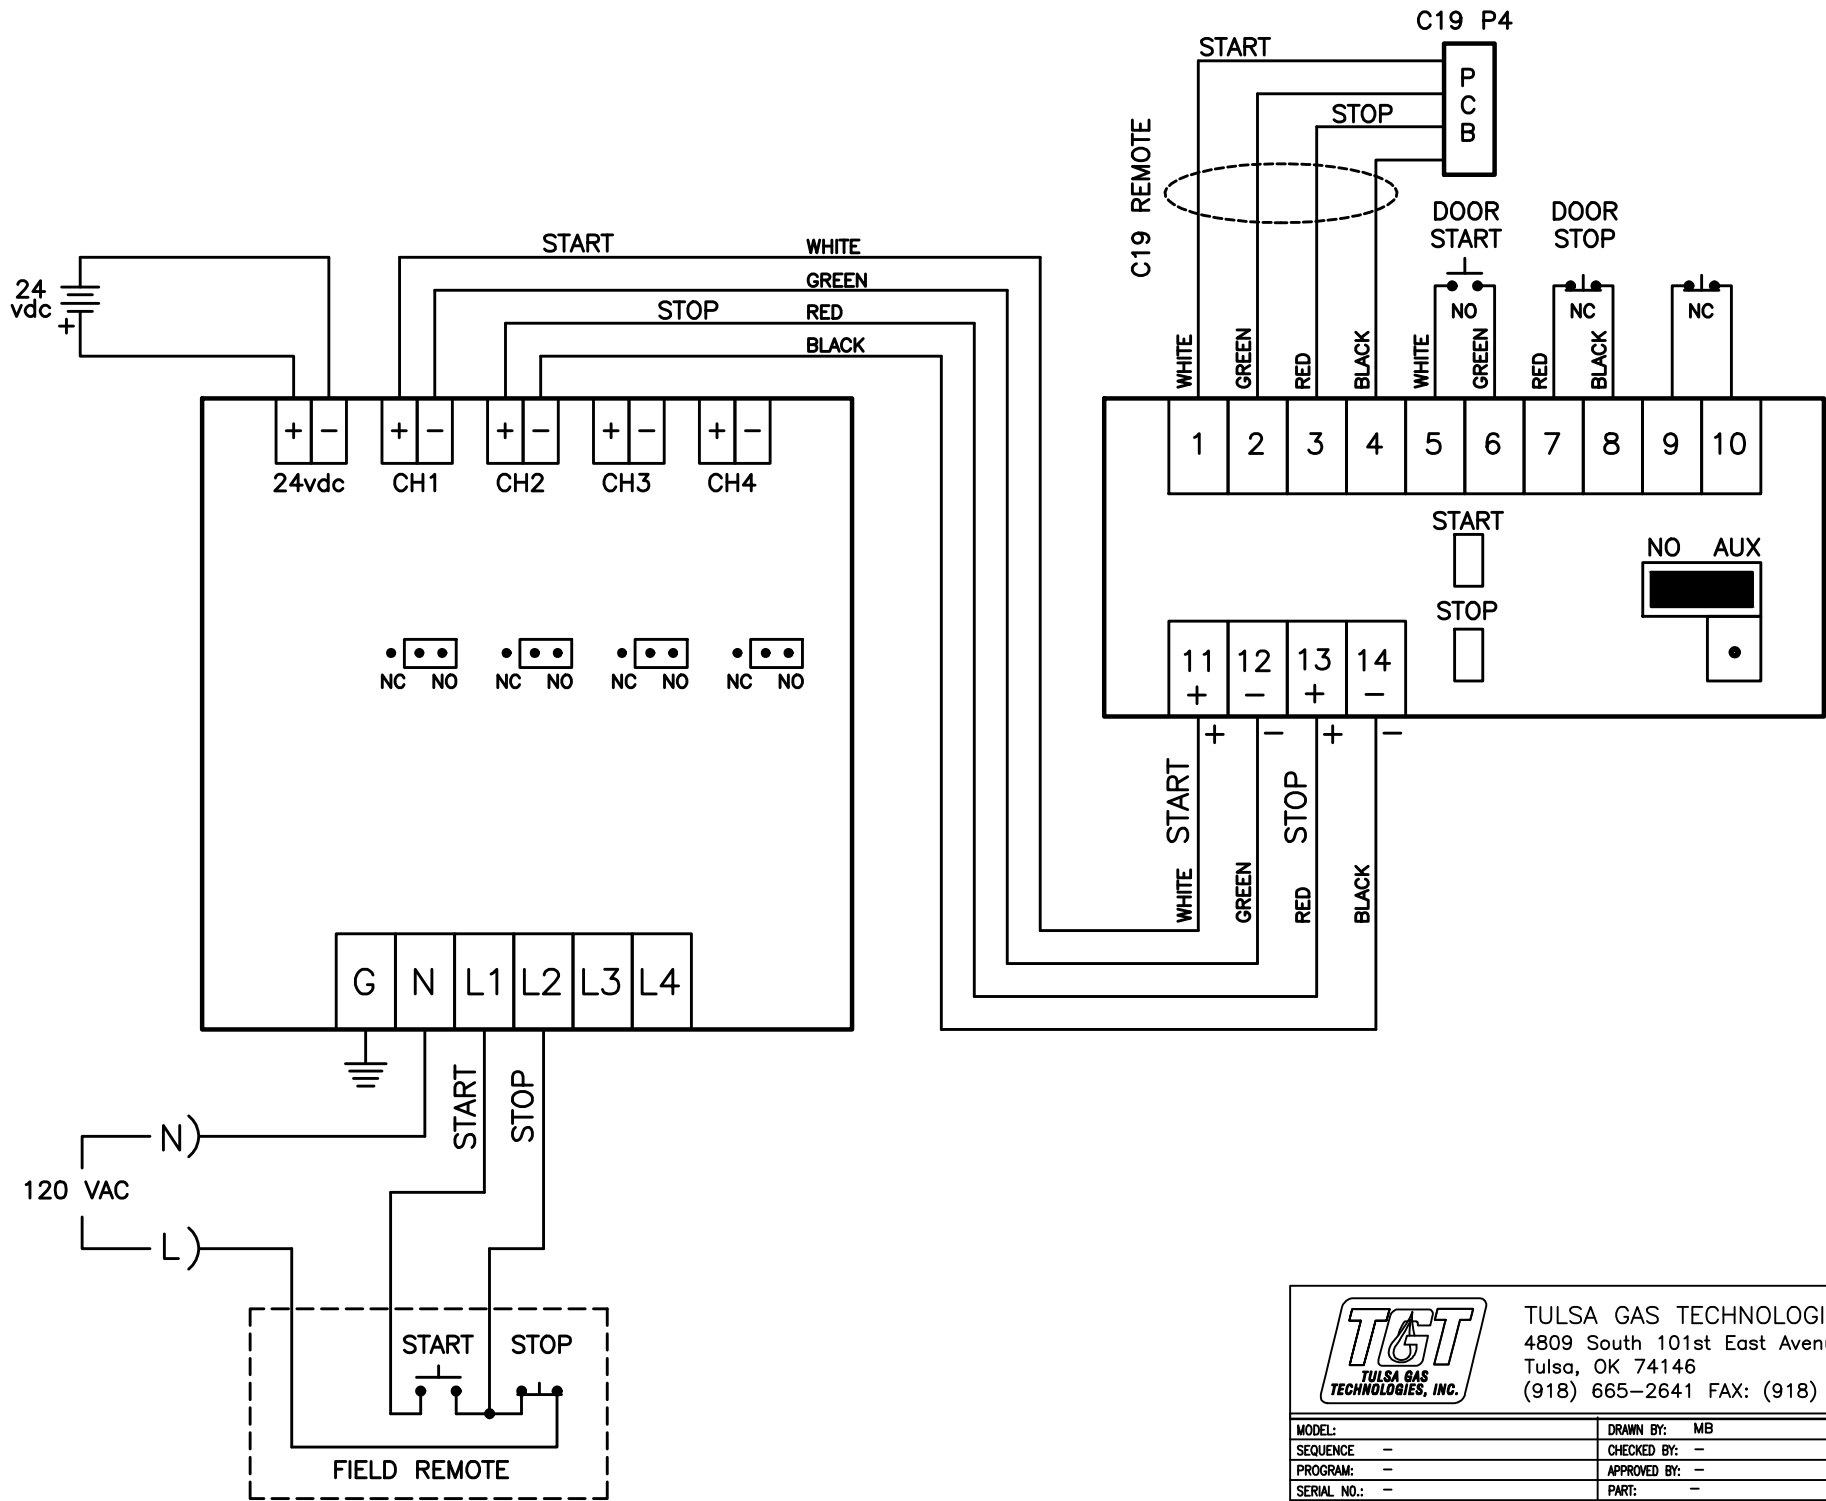 C19 P4
START
P
C
B
STOP
C19 REMOTE
DOOR
START
DOOR
STOP
START WHITE
GREEN
STOP RED
BLACK
24
vdc
+
NO
NC
NC
WHITE
GREEN
RED
BLACK
WHITE
GREEN
RED
BLACK
+ − + − + − + − + −
24vdc CH1 CH2 CH3 CH4
1 2 3 4 5 6 7 8 9 10
START
NO AUX
STOP
NC NO NC NO NC NO NC NO
11 12 13 14
+ − + −
+ − + −
START
STOP
WHITE
GREEN
RED
BLACK
G N L1 L2 L3 L4
START
STOP
N
120 VAC
L
START STOP
FIELD REMOTE
TGT
TULSA GAS
TECHNOLOGIES, INC.
TULSA GAS TECHNOLOGI
4809 South 101st East Aven
Tulsa, OK 74146
(918) 665−2641 FAX: (918)
MODEL: DRAWN BY: MB
SEQUENCE − CHECKED BY: −
PROGRAM: − APPROVED BY: −
SERIAL NO.: − PART: −